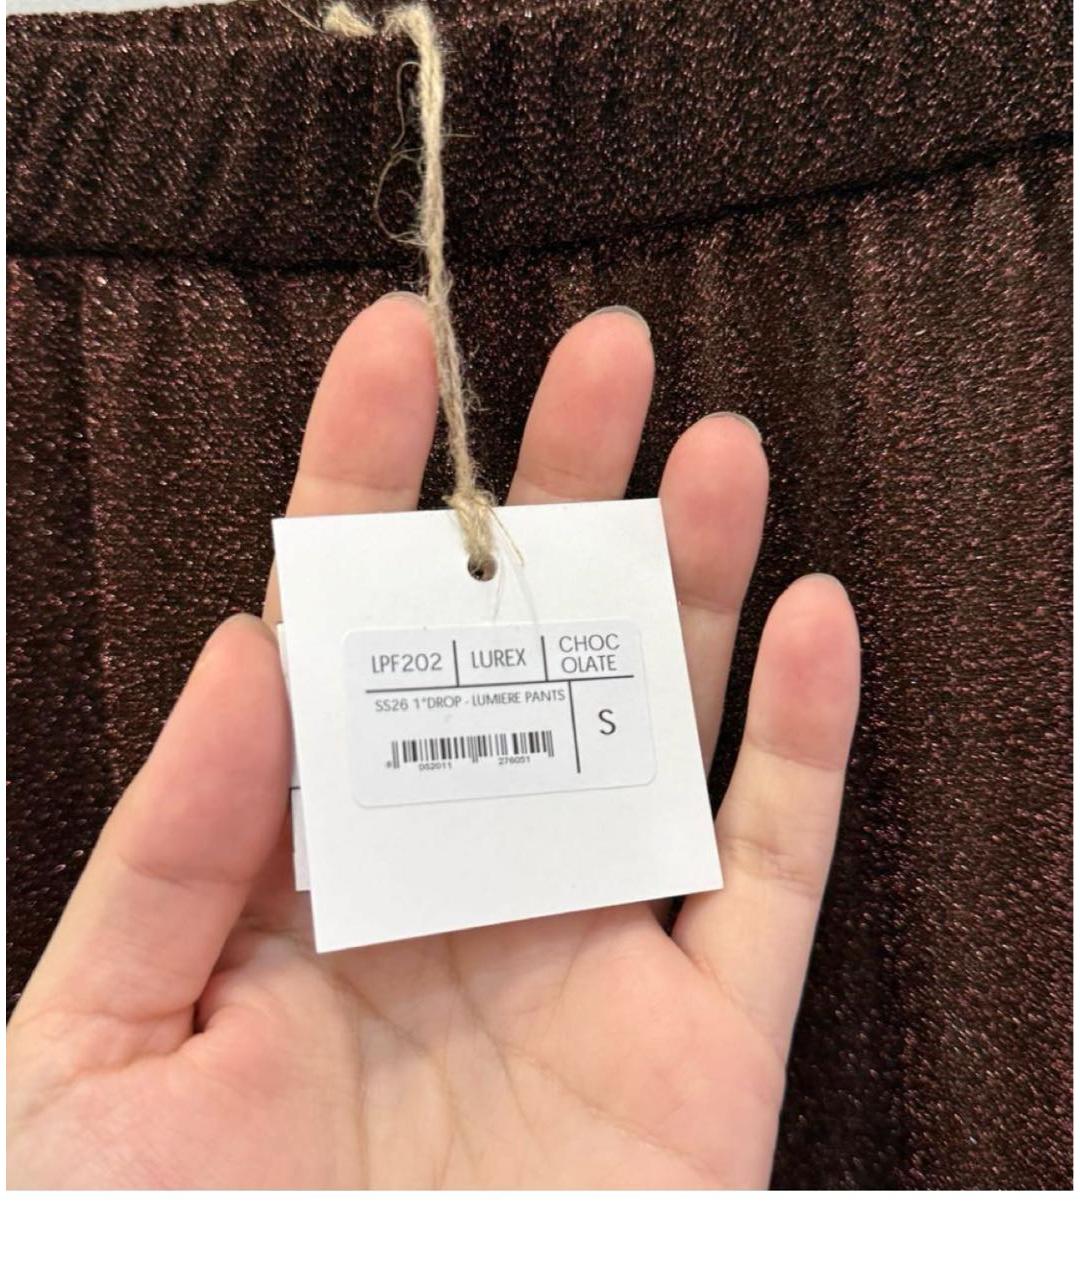 LPF202
LUREX
CHOC
OLATE
SS26 1°DROP - LUMIERE PANTS
S
8 052011 276051